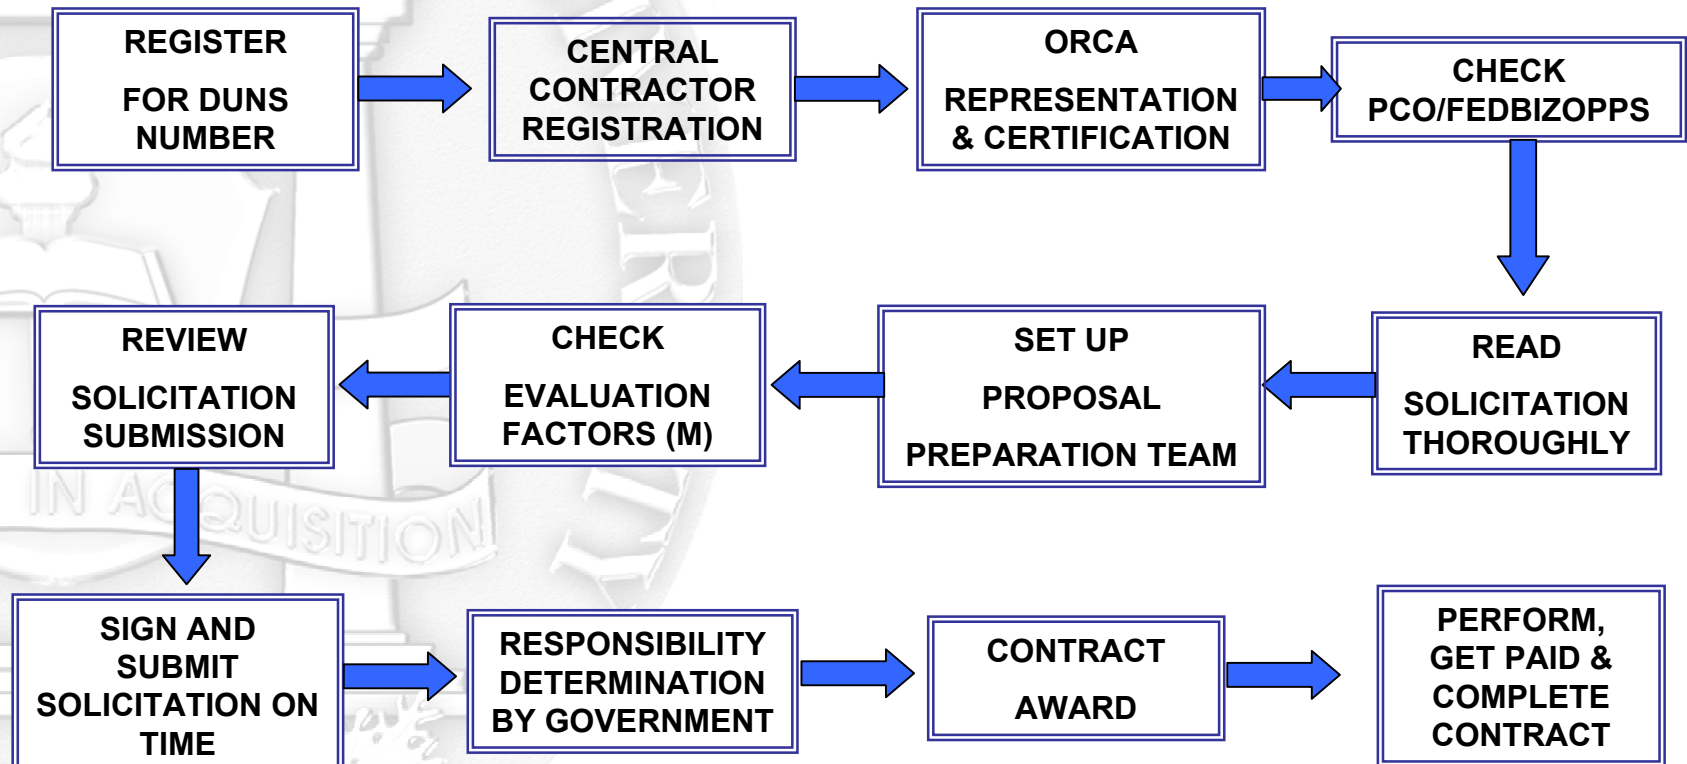 REGISTER
FOR DUNS
NUMBER
CENTRAL
CONTRACTOR
REGISTRATION
ORCA
REPRESENTATION
& CERTIFICATION
CHECK
PCO/FEDBIZOPPS
READ
SOLICITATION
THOROUGHLY
SET UP
PROPOSAL
PREPARATION TEAM
CHECK
EVALUATION
FACTORS (M)
REVIEW
SOLICITATION
SUBMISSION
IN ACQUISITION
SIGN AND
SUBMIT
SOLICITATION ON
TIME
RESPONSIBILITY
DETERMINATION
BY GOVERNMENT
CONTRACT
AWARD
PERFORM,
GET PAID &
COMPLETE
CONTRACT